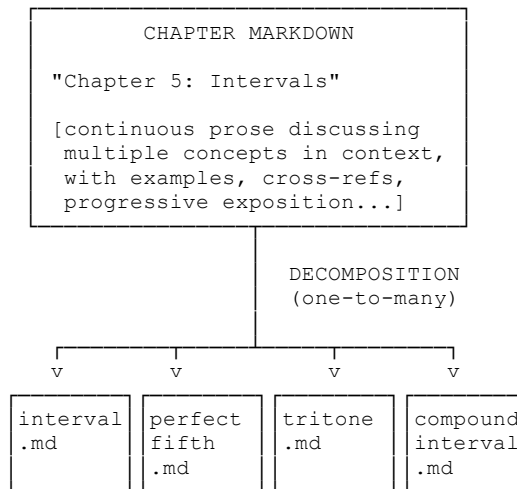 CHAPTER MARKDOWN
"Chapter 5: Intervals"
[continuous prose discussing
multiple concepts in context,
with examples, cross-refs,
progressive exposition...]
DECOMPOSITION
(one-to-many)
v v v v
interval perfect tritone compound
.md fifth .md interval
.md .md